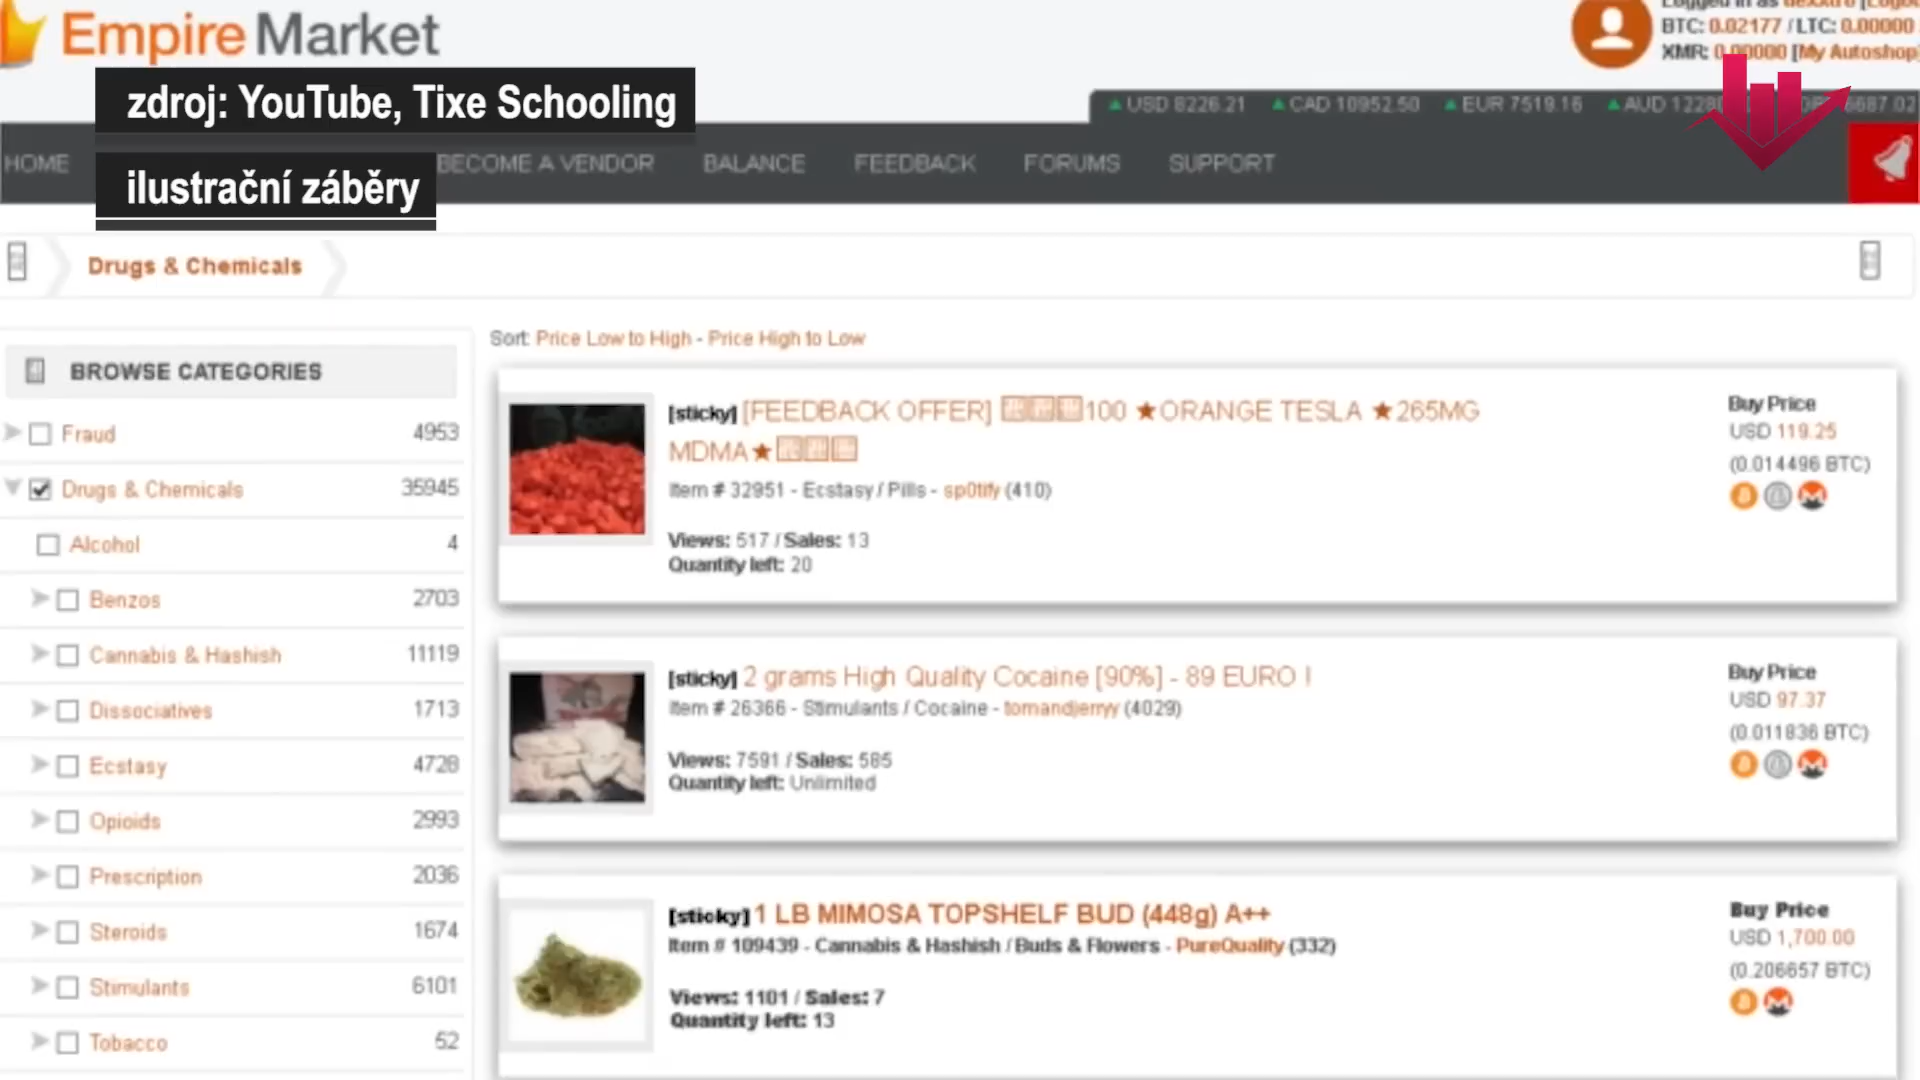 Empire Market
BTC: 0.02177 / LTC: 0.00000
XMR: 0.00000 [My Autoshop]
zdroj: YouTube, Tixe Schooling
USD 8226.21 CAD 10952.50 EUR 7519.16 AUD
HOME BECOME A VENDOR BALANCE FEEDBACK FORUMS SUPPORT
ilustrační záběry
Drugs & Chemicals
BROWSE CATEGORIES
Fraud 4953
Drugs & Chemicals 35945
Alcohol 4
Benzos 2703
Cannabis & Hashish 11119
Dissociatives 1713
Ecstasy 4728
Opioids 2993
Prescription 2036
Steroids 1674
Stimulants 6101
Tobacco 52
Sort: Price Low to High - Price High to Low
[sticky] [FEEDBACK OFFER] 100 ★ORANGE TESLA ★265MG
MDMA★
Item # 32951 - Ecstasy / Pills - sp0tify (410)
Views: 517 / Sales: 13
Quantity left: 20
Buy Price
USD 119.25
(0.014496 BTC)
[sticky] 2 grams High Quality Cocaine [90%] - 89 EURO !
Item # 26366 - Stimulants / Cocaine - tomandjerryy (4029)
Views: 7591 / Sales: 585
Quantity left: Unlimited
Buy Price
USD 97.37
(0.011836 BTC)
[sticky] 1 LB MIMOSA TOPSHELF BUD (448g) A++
Item # 109439 - Cannabis & Hashish / Buds & Flowers - PureQuality (332)
Views: 1101 / Sales: 7
Quantity left: 13
Buy Price
USD 1,700.00
(0.206657 BTC)